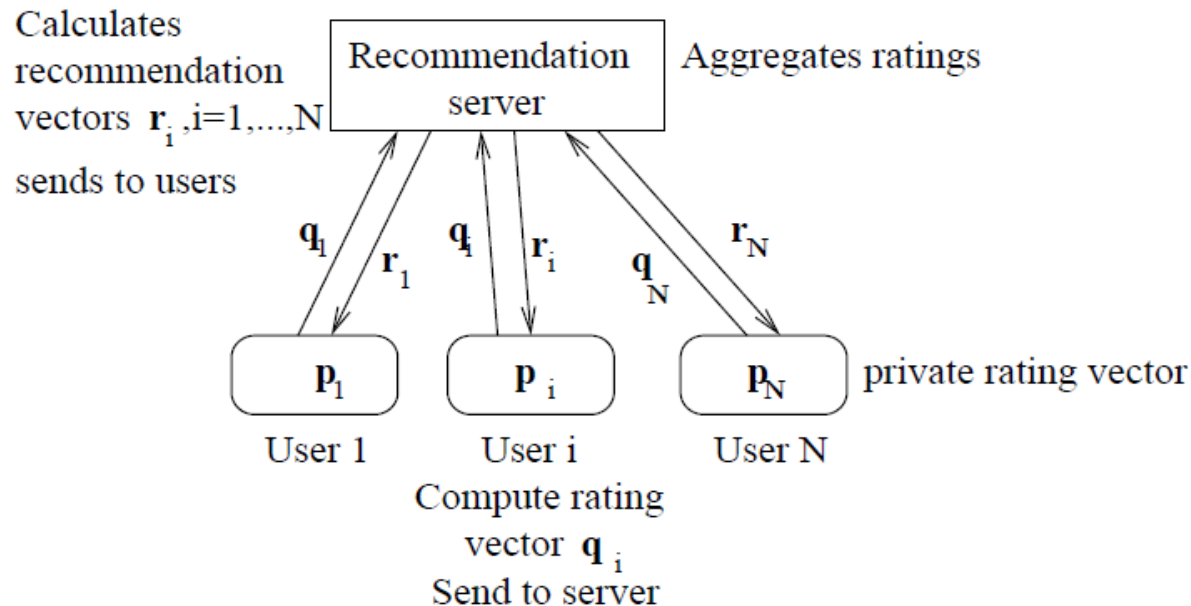 Calculates
recommendation
vectors r_i ,i=1,...,N
sends to users
Recommendation
server
Aggregates ratings
q_1
r_1
q_i
r_i
q_N
r_N
p_1
p_i
p_N
private rating vector
User 1
User i
User N
Compute rating
vector q_i
Send to server